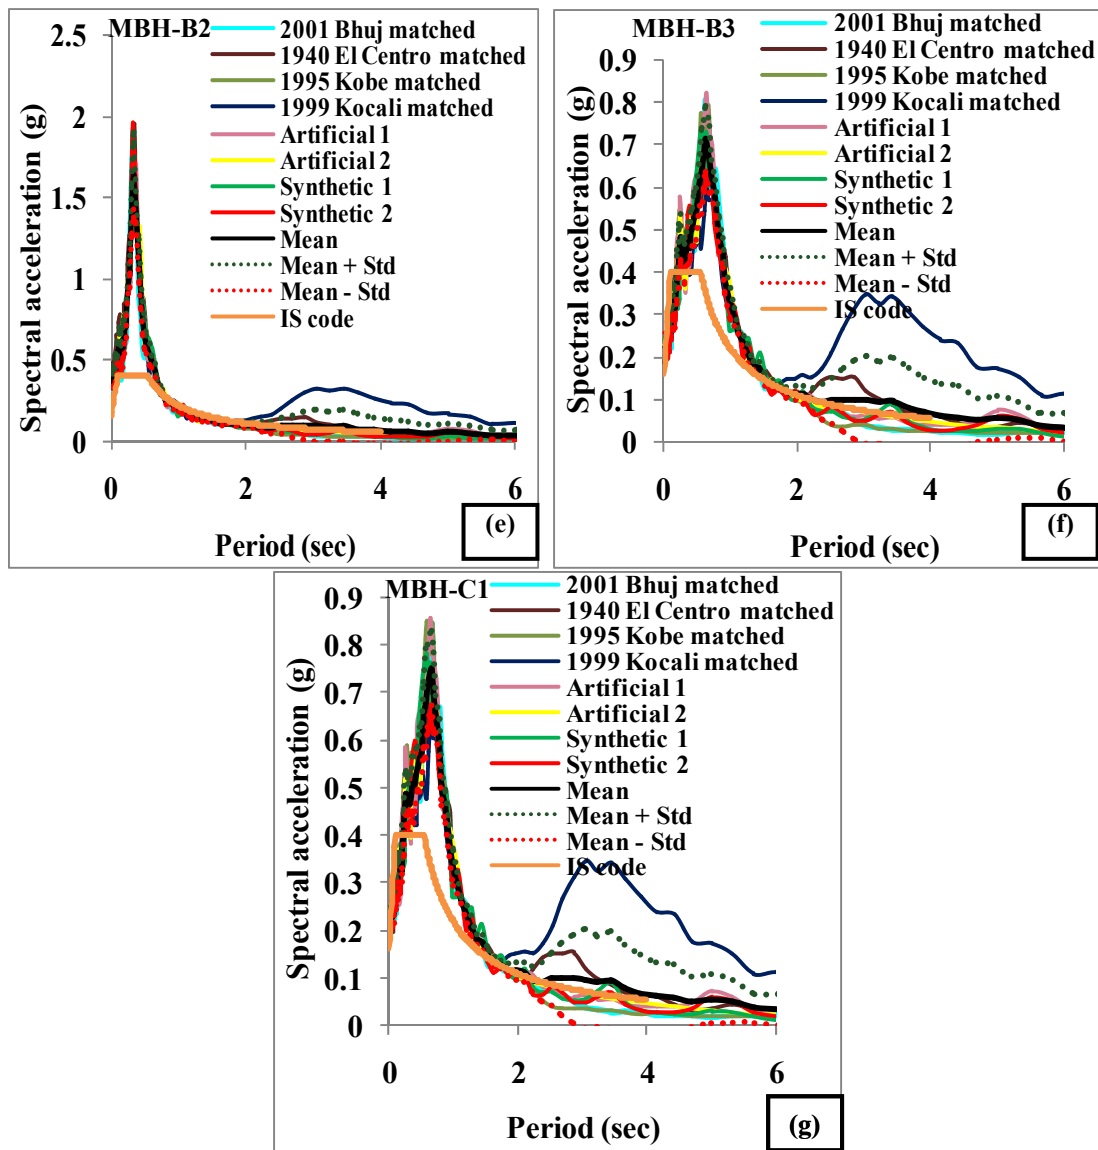 MBH-B2
2001 Bhuj matched
1940 El Centro matched
1995 Kobe matched
1999 Kocali matched
Artificial 1
Artificial 2
Synthetic 1
Synthetic 2
Mean
Mean + Std
Mean - Std
IS code
Spectral acceleration (g)
2.5
2
1.5
1
0.5
0
0 2 4 6
Period (sec)
(e)
MBH-B3
2001 Bhuj matched
1940 El Centro matched
1995 Kobe matched
1999 Kocali matched
Artificial 1
Artificial 2
Synthetic 1
Synthetic 2
Mean
Mean + Std
Mean - Std
IS code
Spectral acceleration (g)
0.9
0.8
0.7
0.6
0.5
0.4
0.3
0.2
0.1
0
0 2 4 6
Period (sec)
(f)
MBH-C1
2001 Bhuj matched
1940 El Centro matched
1995 Kobe matched
1999 Kocali matched
Artificial 1
Artificial 2
Synthetic 1
Synthetic 2
Mean
Mean + Std
Mean - Std
IS code
Spectral acceleration (g)
0.9
0.8
0.7
0.6
0.5
0.4
0.3
0.2
0.1
0
0 2 4 6
Period (sec)
(g)